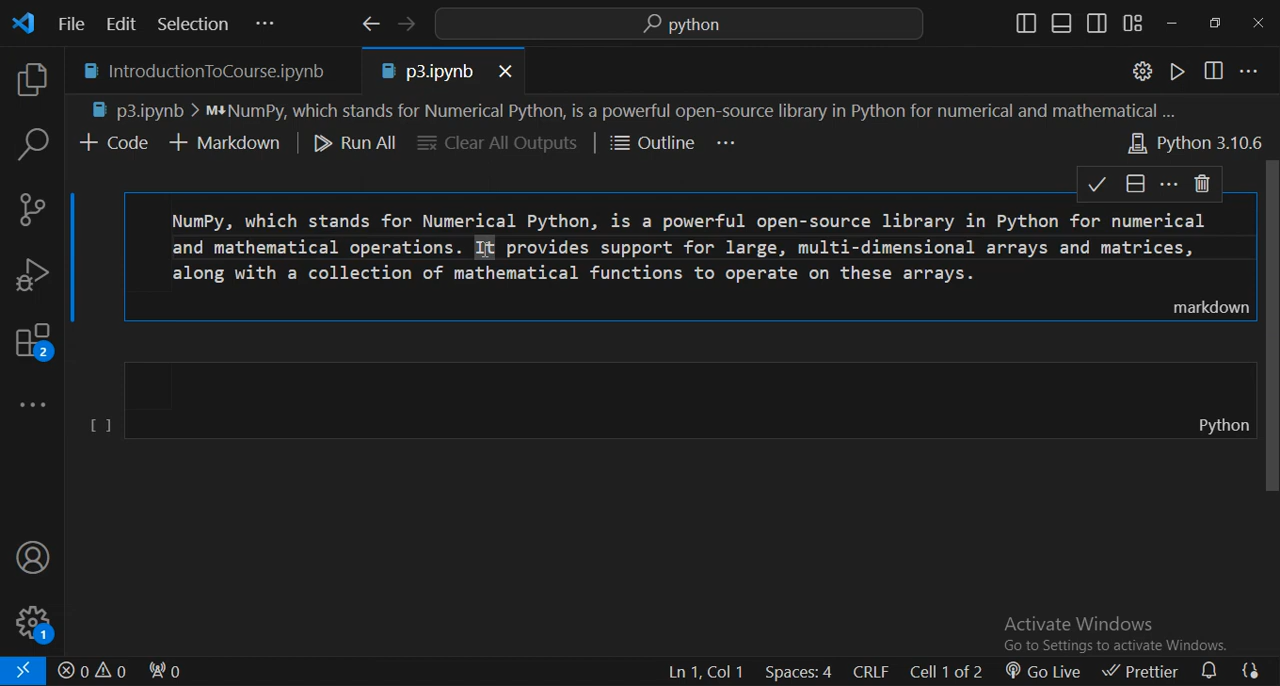 File Edit Selection ··· python
IntroductionToCourse.ipynb p3.ipynb
p3.ipynb > M↓NumPy, which stands for Numerical Python, is a powerful open-source library in Python for numerical and mathematical ...
+ Code + Markdown Run All Clear All Outputs Outline ··· Python 3.10.6
NumPy, which stands for Numerical Python, is a powerful open-source library in Python for numerical
and mathematical operations. It provides support for large, multi-dimensional arrays and matrices,
along with a collection of mathematical functions to operate on these arrays.
markdown
2
[ ] Python
Activate Windows
Go to Settings to activate Windows.
1
0 0 0 Ln 1, Col 1 Spaces: 4 CRLF Cell 1 of 2 Go Live Prettier